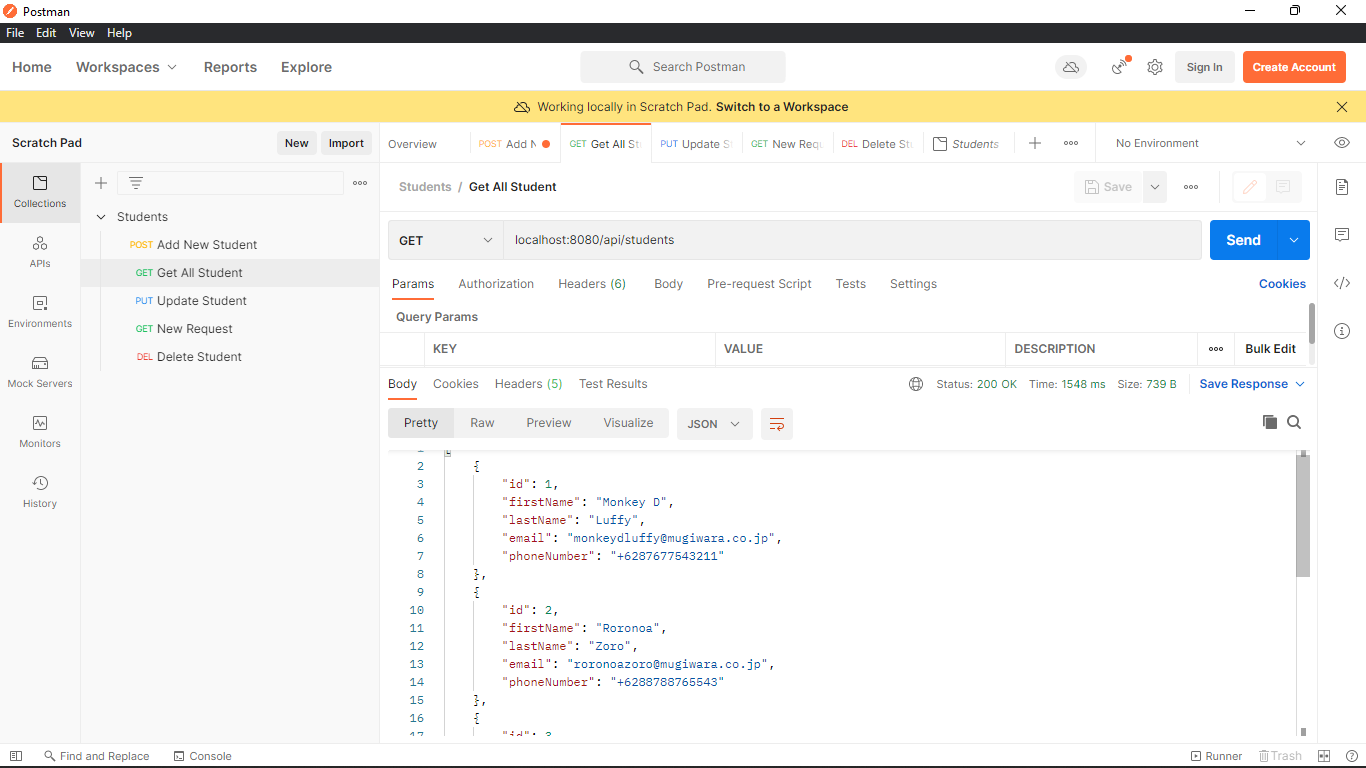 Postman
File Edit View Help
Home Workspaces Reports Explore Search Postman Sign In Create Account
Working locally in Scratch Pad. Switch to a Workspace
Scratch Pad New Import Overview POST Add N GET Get All St PUT Update S GET New Requ DEL Delete Stu Students No Environment
Collections
APIs
Environments
Mock Servers
Monitors
History
Students
POST Add New Student
GET Get All Student
PUT Update Student
GET New Request
DEL Delete Student
Students / Get All Student Save
GET localhost:8080/api/students Send
Params Authorization Headers (6) Body Pre-request Script Tests Settings Cookies
Query Params
KEY VALUE DESCRIPTION Bulk Edit
Body Cookies Headers (5) Test Results Status: 200 OK Time: 1548 ms Size: 739 B Save Response
Pretty Raw Preview Visualize JSON
1 [
2 {
3 "id": 1,
4 "firstName": "Monkey D",
5 "lastName": "Luffy",
6 "email": "monkeydluffy@mugiwara.co.jp",
7 "phoneNumber": "+6287677543211"
8 },
9 {
10 "id": 2,
11 "firstName": "Roronoa",
12 "lastName": "Zoro",
13 "email": "roronoazoro@mugiwara.co.jp",
14 "phoneNumber": "+6288788765543"
15 },
16 {
17 "id": 3
Find and Replace Console Runner Trash